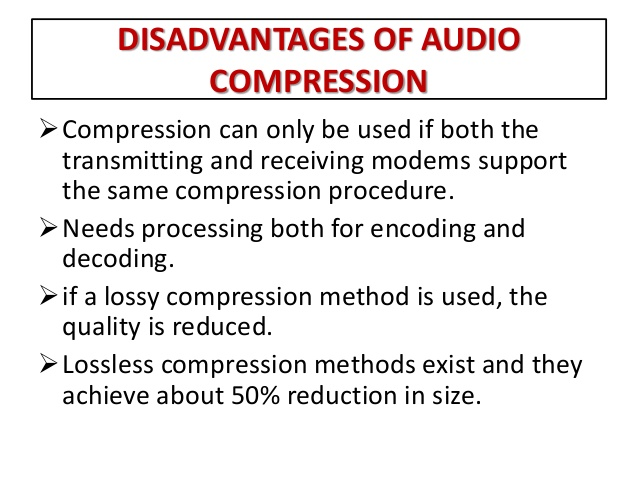 DISADVANTAGES OF AUDIO
COMPRESSION
➢Compression can only be used if both the
transmitting and receiving modems support
the same compression procedure.
➢Needs processing both for encoding and
decoding.
➢if a lossy compression method is used, the
quality is reduced.
➢Lossless compression methods exist and they
achieve about 50% reduction in size.